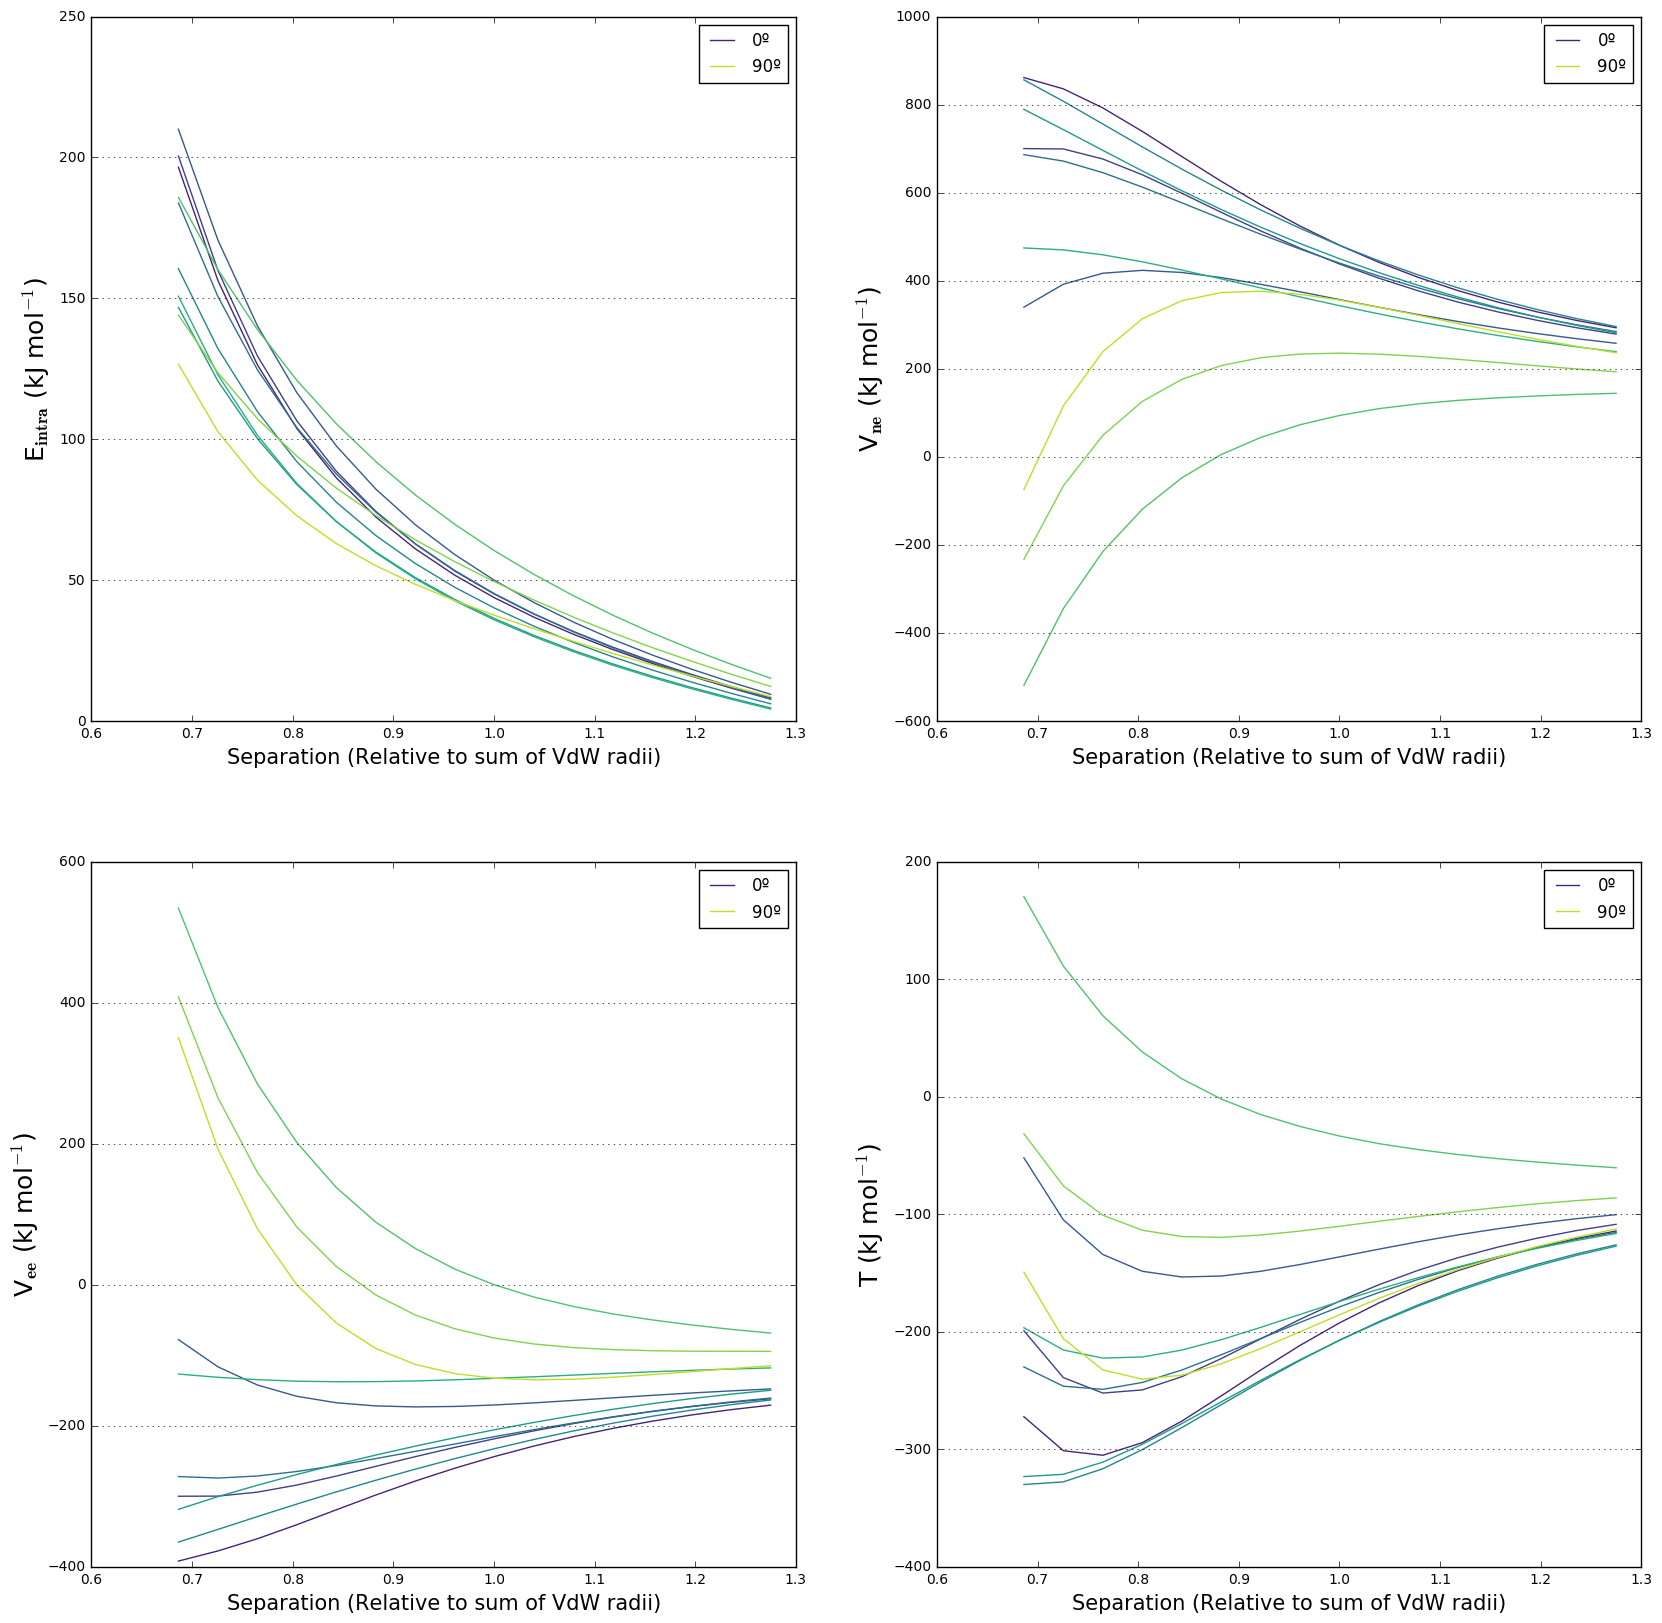 250
200
150
100
50
0
E_intra (kJ mol⁻¹)
0º
90º
0.6 0.7 0.8 0.9 1.0 1.1 1.2 1.3
Separation (Relative to sum of VdW radii)
1000
800
600
400
200
0
−200
−400
−600
V_ne (kJ mol⁻¹)
0º
90º
0.6 0.7 0.8 0.9 1.0 1.1 1.2 1.3
Separation (Relative to sum of VdW radii)
600
400
200
0
−200
−400
V_ee (kJ mol⁻¹)
0º
90º
0.6 0.7 0.8 0.9 1.0 1.1 1.2 1.3
Separation (Relative to sum of VdW radii)
200
100
0
−100
−200
−300
−400
T (kJ mol⁻¹)
0º
90º
0.6 0.7 0.8 0.9 1.0 1.1 1.2 1.3
Separation (Relative to sum of VdW radii)